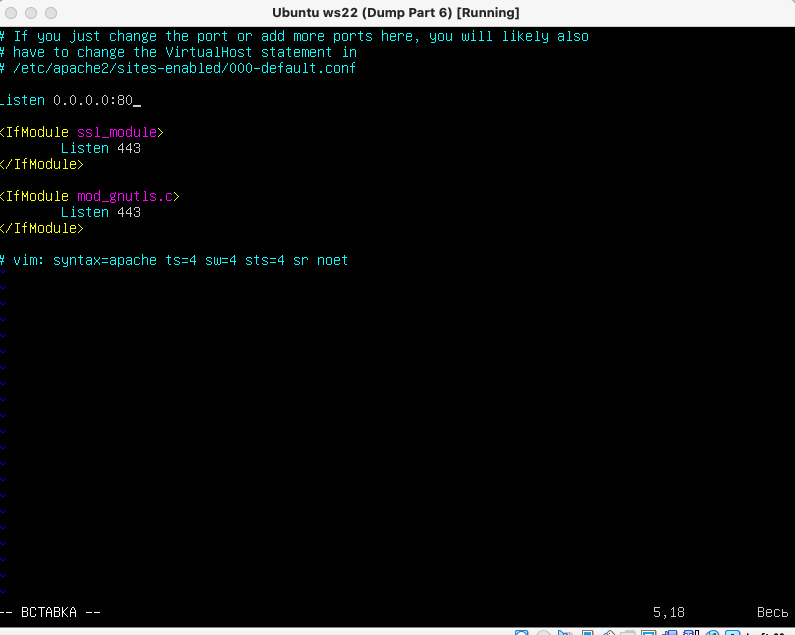 Ubuntu ws22 (Dump Part 6) [Running]
# If you just change the port or add more ports here, you will likely also
# have to change the VirtualHost statement in
# /etc/apache2/sites-enabled/000-default.conf
Listen 0.0.0.0:80
<IfModule ssl_module>
Listen 443
</IfModule>
<IfModule mod_gnutls.c>
Listen 443
</IfModule>
# vim: syntax=apache ts=4 sw=4 sts=4 sr noet
-- ВСТАВКА -- 5,18 Весь